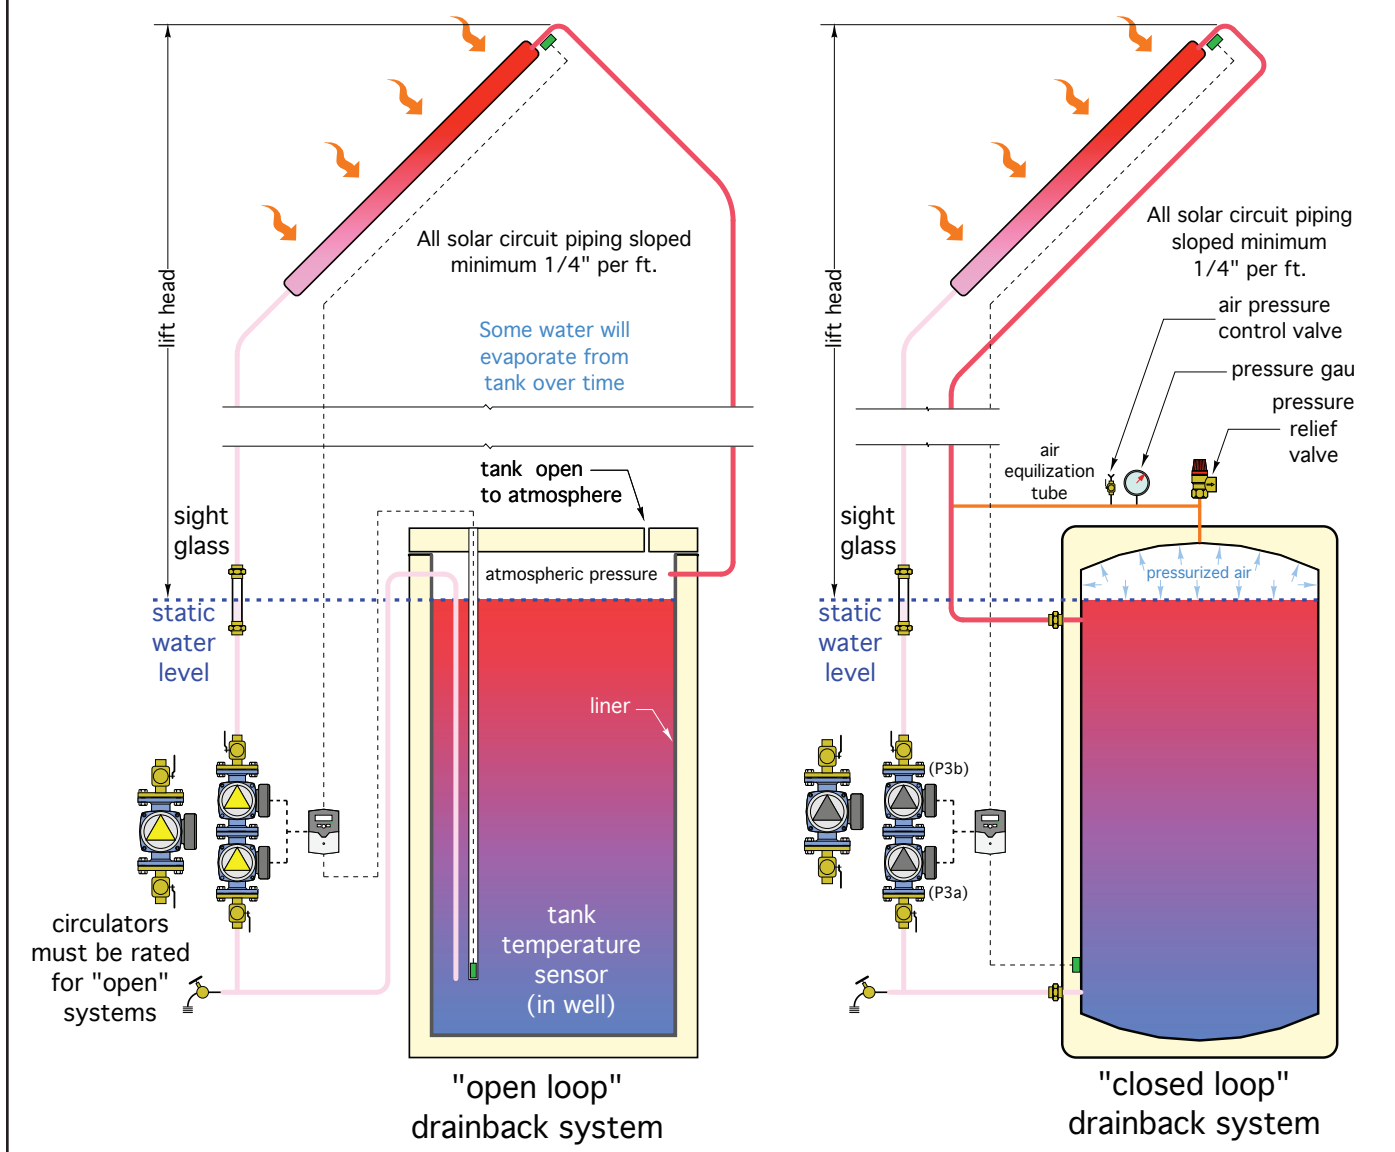 All solar circuit piping sloped
minimum 1/4" per ft.
lift head
Some water will
evaporate from
tank over time
tank open
to atmosphere
sight
glass
atmospheric pressure
static
water
level
liner
circulators
must be rated
for "open"
systems
tank
temperature
sensor
(in well)
"open loop"
drainback system
All solar circuit piping
sloped minimum
1/4" per ft.
lift head
air pressure
control valve
pressure gau
pressure
relief
valve
air
equilization
tube
sight
glass
pressurized air
static
water
level
(P3b)
(P3a)
"closed loop"
drainback system